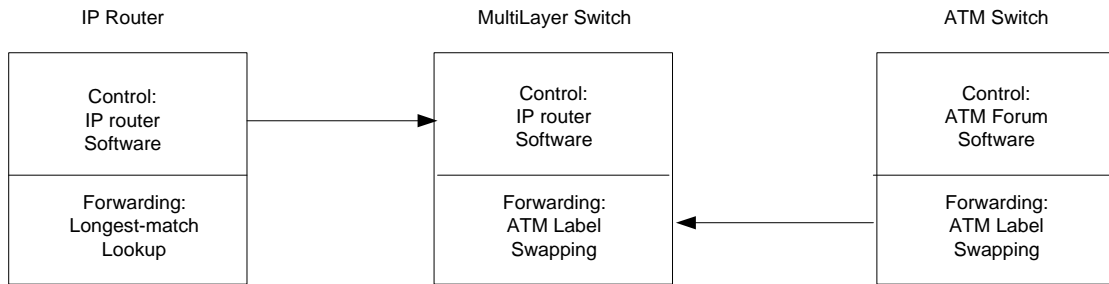 IP Router
MultiLayer Switch
ATM Switch
Control:
IP router
Software
Control:
IP router
Software
Control:
ATM Forum
Software
Forwarding:
Longest-match
Lookup
Forwarding:
ATM Label
Swapping
Forwarding:
ATM Label
Swapping